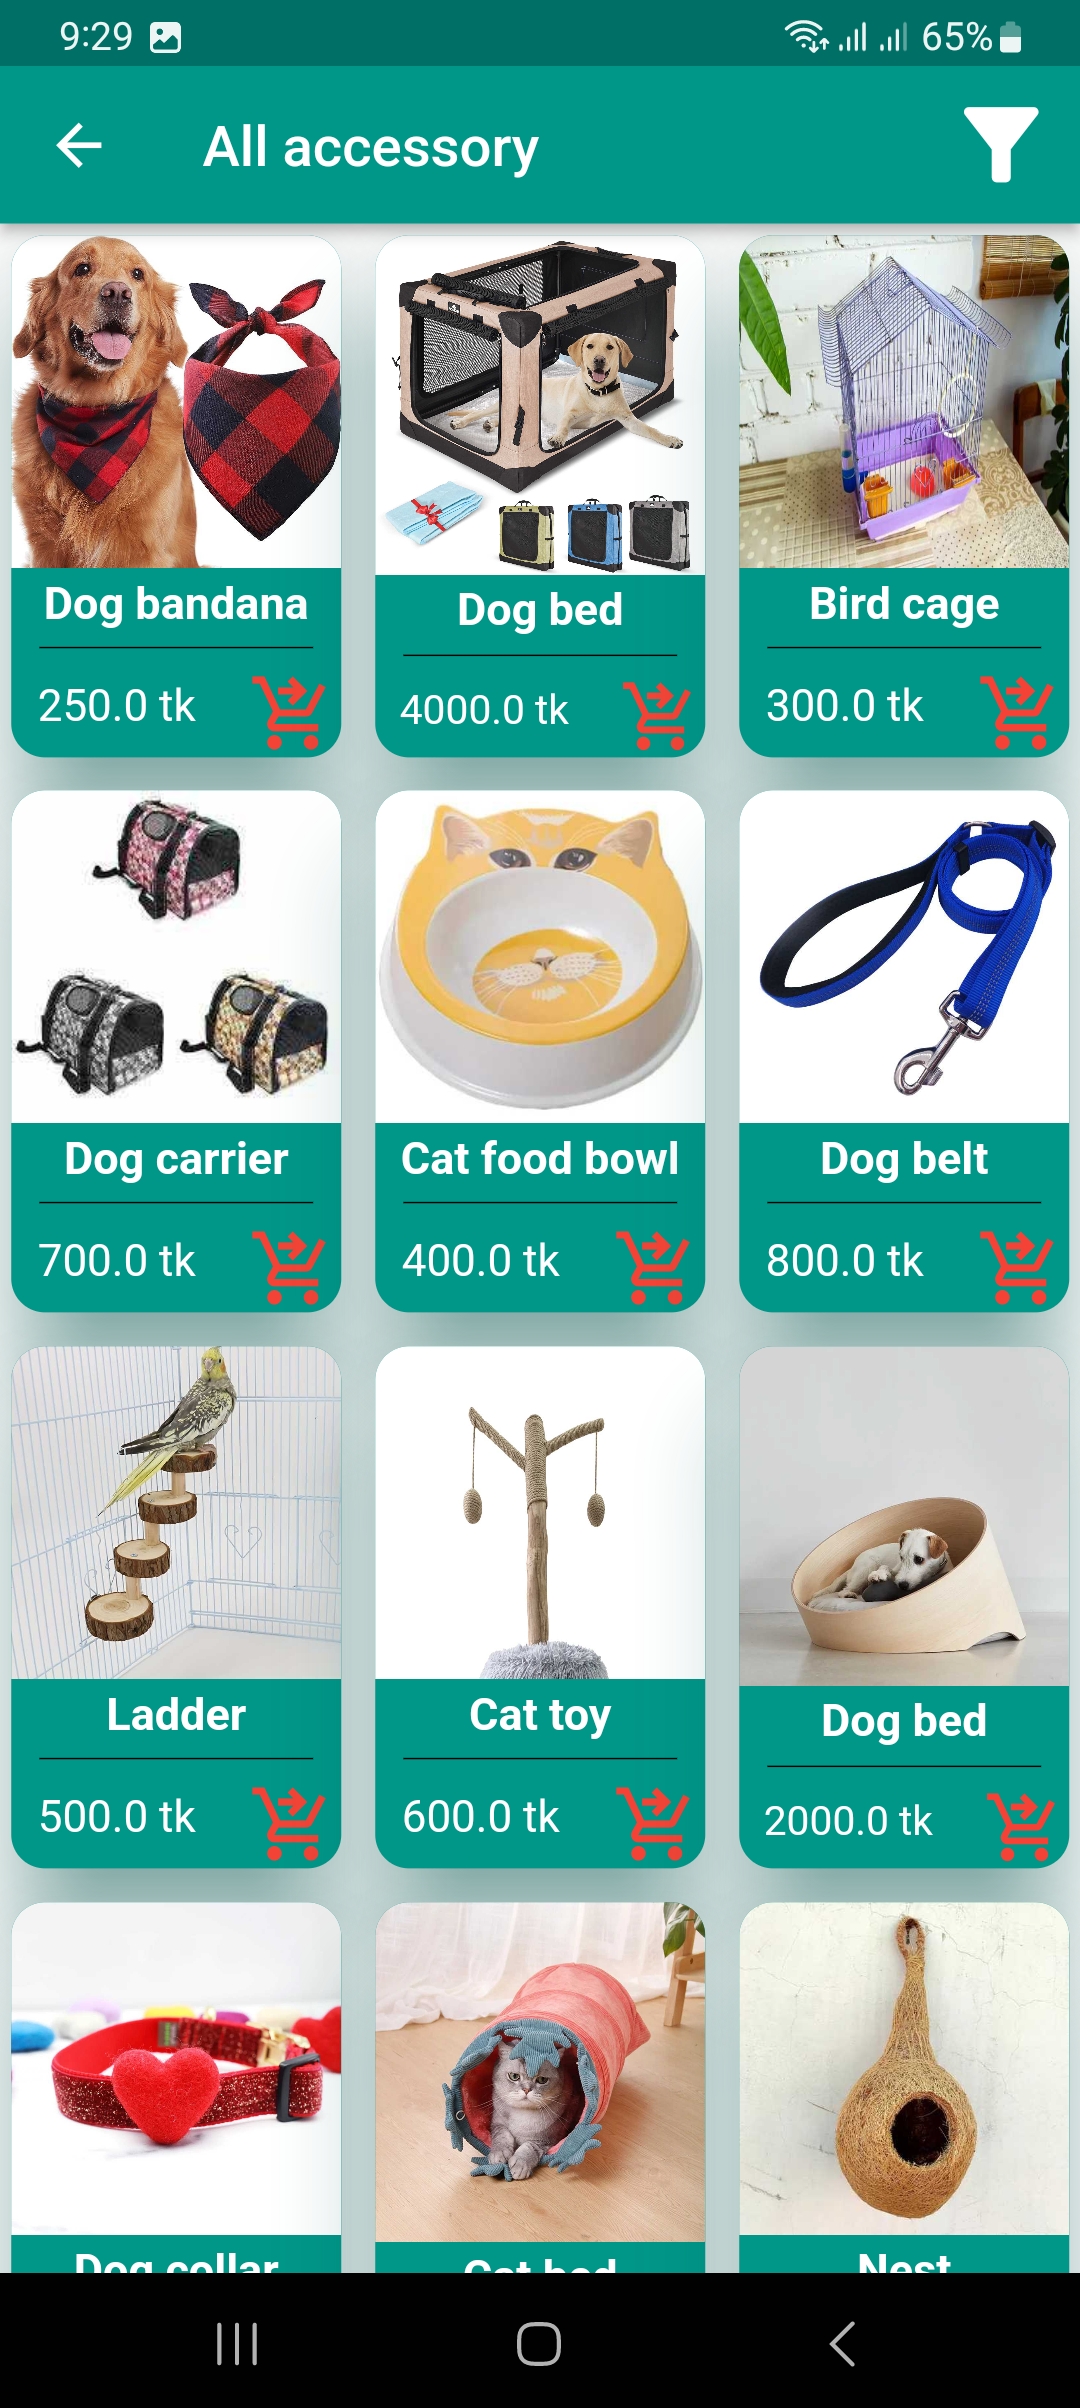 9:29
65%
All accessory
Dog bandana
250.0 tk
Dog bed
4000.0 tk
Bird cage
300.0 tk
Dog carrier
700.0 tk
Cat food bowl
400.0 tk
Dog belt
800.0 tk
Ladder
500.0 tk
Cat toy
600.0 tk
Dog bed
2000.0 tk
Dog collar
Cat bed
Nest